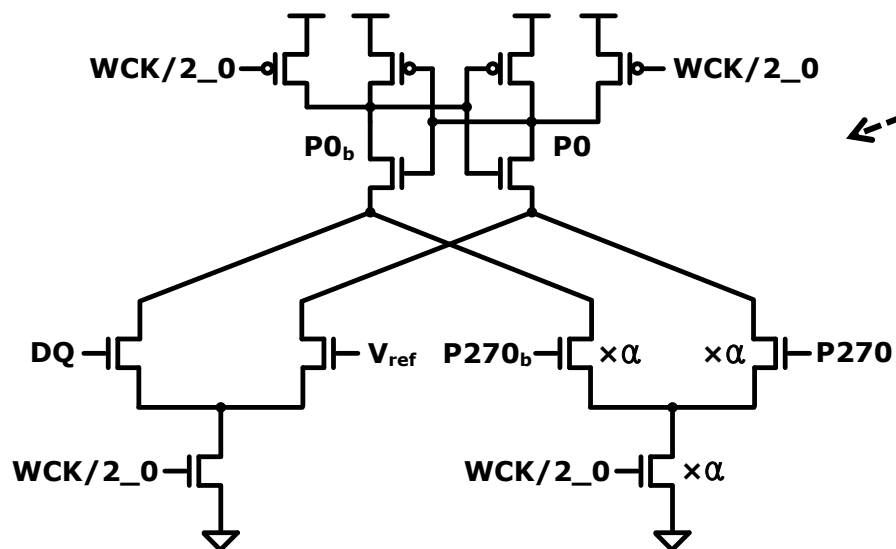 WCK/2_0 WCK/2_0
P0b P0
DQ Vref P270b ×α ×α P270
WCK/2_0 WCK/2_0 ×α